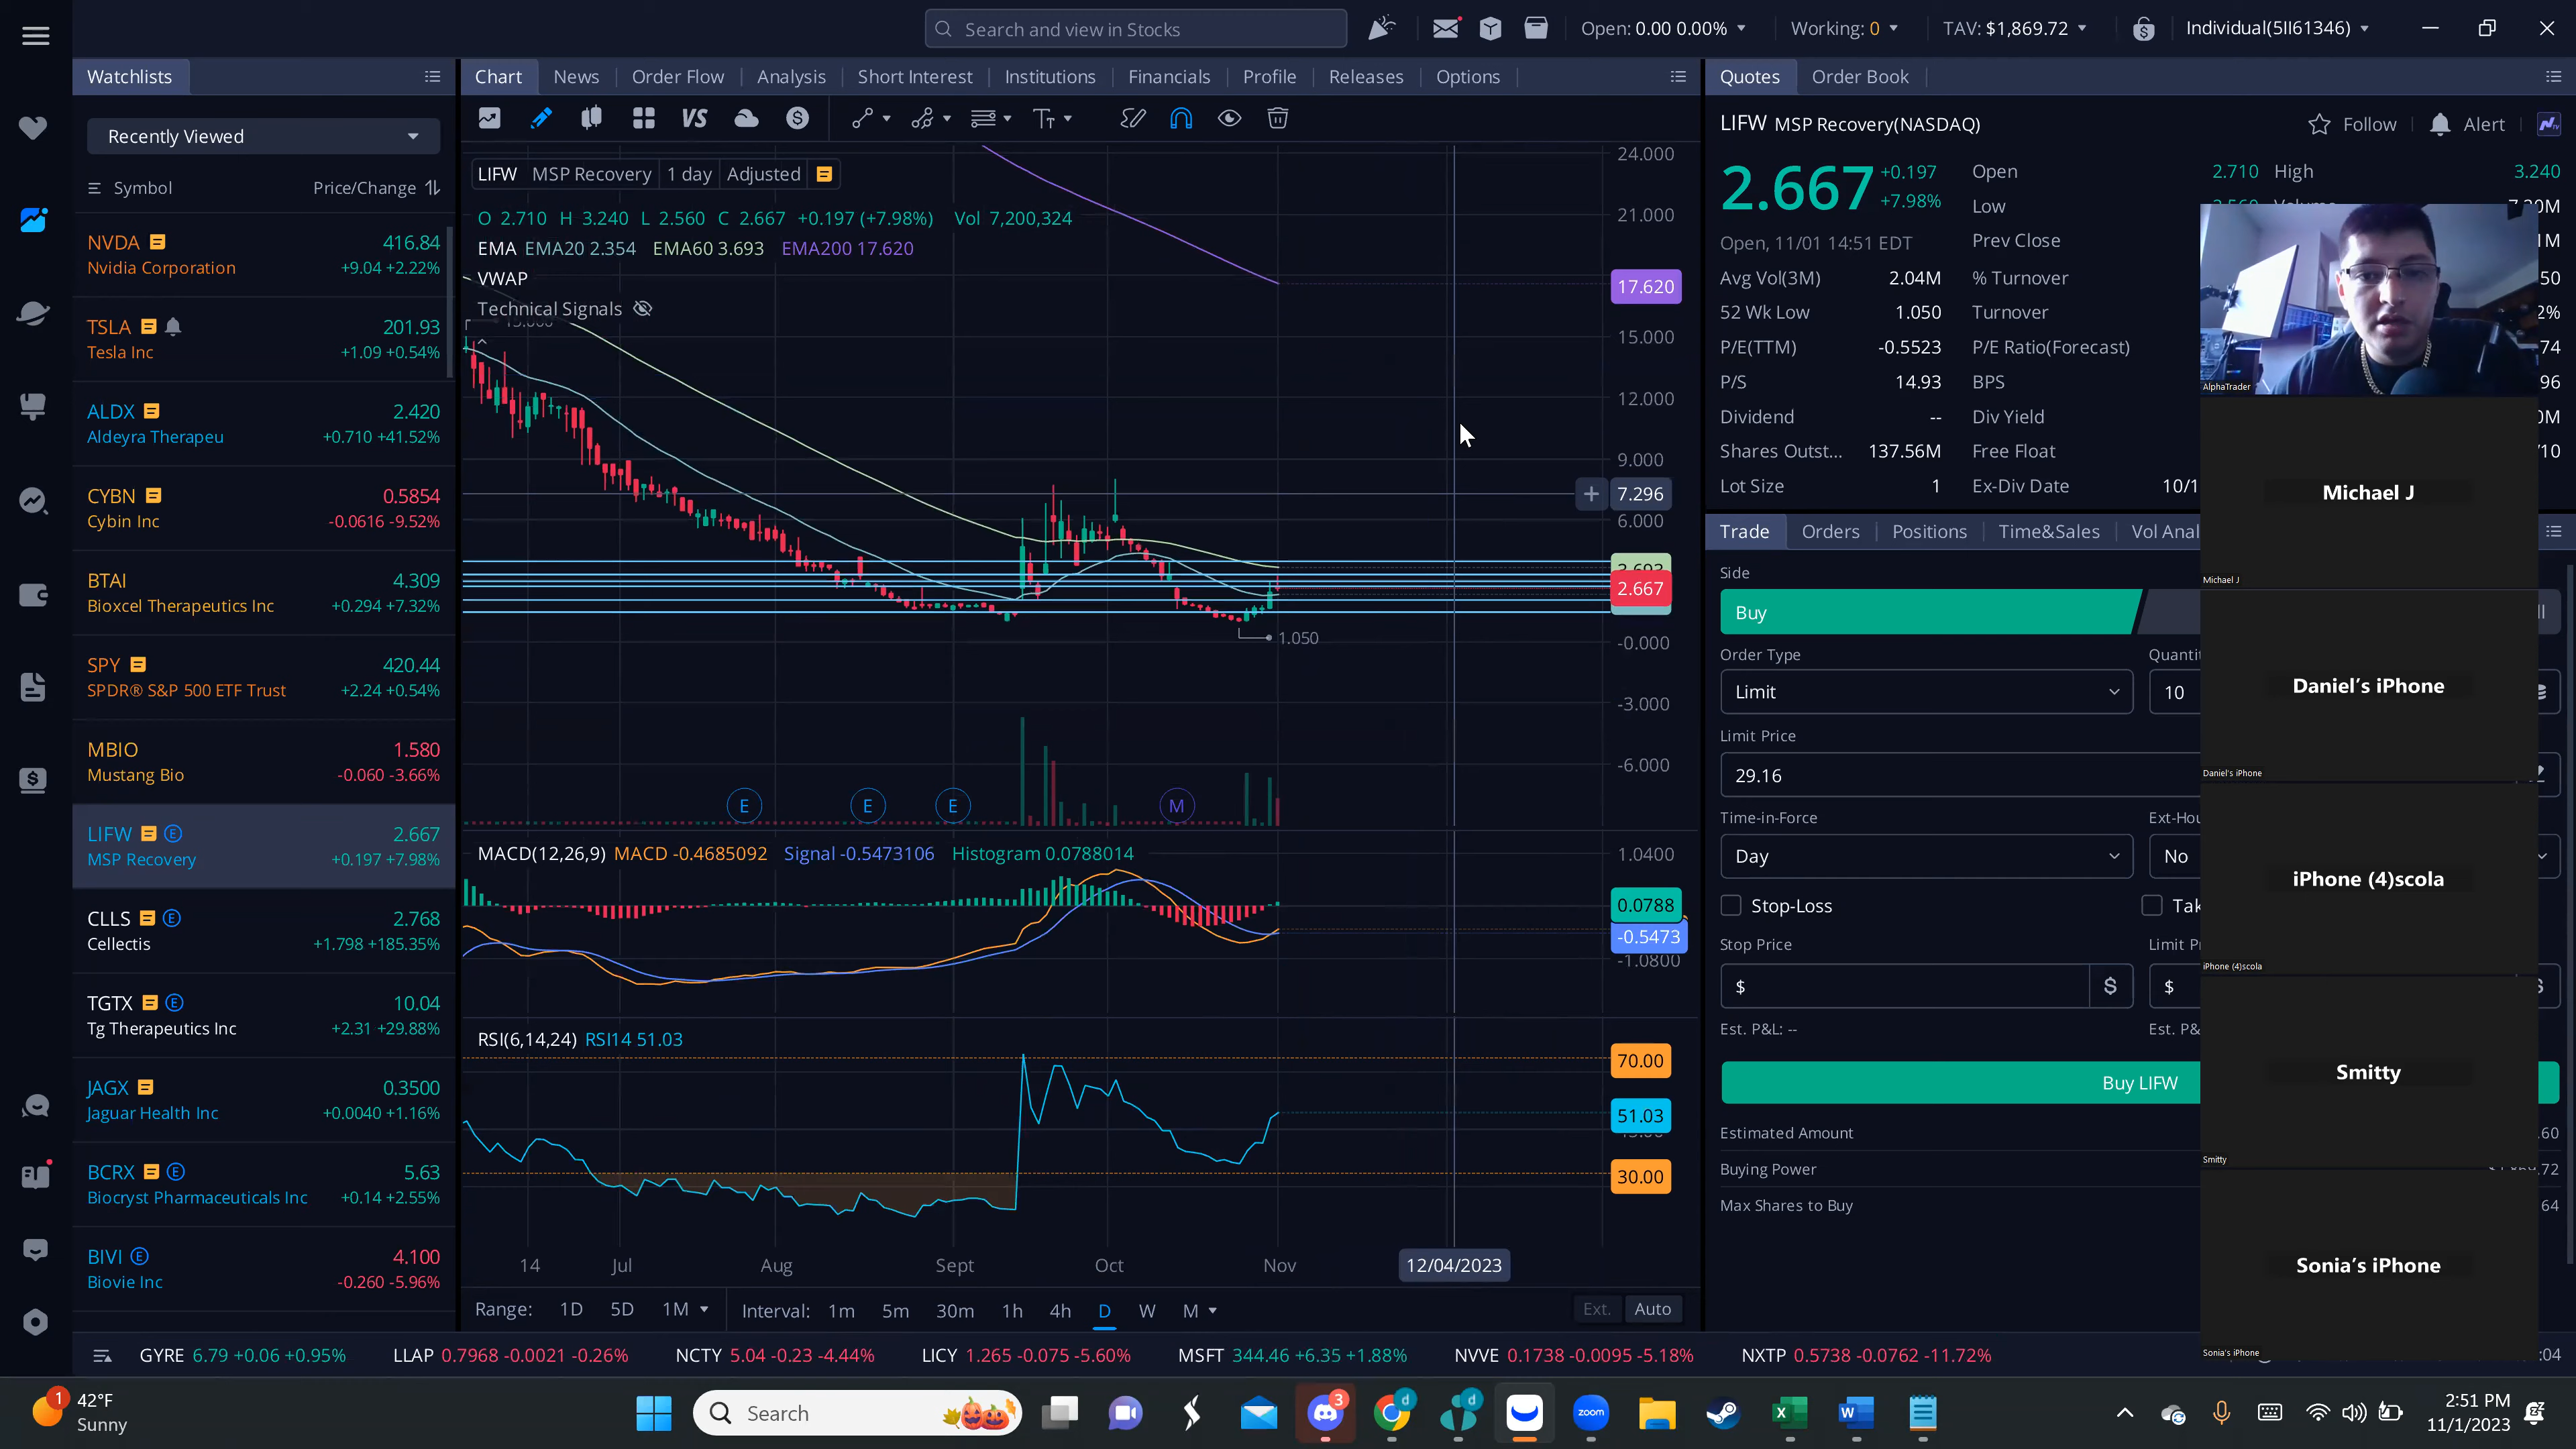 Search and view in Stocks
Open: 0.00 0.00%
Working: 0
TAV: $1,869.72
Individual(5II61346)
Watchlists
Recently Viewed
Symbol Price/Change
NVDA 416.84
Nvidia Corporation +9.04 +2.22%
TSLA 201.93
Tesla Inc +1.09 +0.54%
ALDX 2.420
Aldeyra Therapeu +0.710 +41.52%
CYBN 0.5854
Cybin Inc -0.0616 -9.52%
BTAI 4.309
Bioxcel Therapeutics Inc +0.294 +7.32%
SPY 420.44
SPDR® S&P 500 ETF Trust +2.24 +0.54%
MBIO 1.580
Mustang Bio -0.060 -3.66%
LIFW E 2.667
MSP Recovery +0.197 +7.98%
CLLS E 2.768
Cellectis +1.798 +185.35%
TGTX E 10.04
Tg Therapeutics Inc +2.31 +29.88%
JAGX 0.3500
Jaguar Health Inc +0.0040 +1.16%
BCRX E 5.63
Biocryst Pharmaceuticals Inc +0.14 +2.55%
BIVI E 4.100
Biovie Inc -0.260 -5.96%
Chart News Order Flow Analysis Short Interest Institutions Financials Profile Releases Options
VS
LIFW MSP Recovery 1 day Adjusted
O 2.710 H 3.240 L 2.560 C 2.667 +0.197 (+7.98%) Vol 7,200,324
EMA EMA20 2.354 EMA60 3.693 EMA200 17.620
VWAP
Technical Signals
24.000
21.000
17.620
15.000
12.000
9.000
7.296
6.000
3.693
2.667
1.050
-0.000
-3.000
-6.000
E E E M
MACD(12,26,9) MACD -0.4685092 Signal -0.5473106 Histogram 0.0788014
1.0400
0.0788
-0.5473
-1.0800
RSI(6,14,24) RSI14 51.03
70.00
51.03
30.00
14 Jul Aug Sept Oct Nov 12/04/2023
Range: 1D 5D 1M Interval: 1m 5m 30m 1h 4h D W M Ext. Auto
Quotes Order Book
LIFW MSP Recovery(NASDAQ) Follow Alert
2.667 +0.197
+7.98%
Open, 11/01 14:51 EDT
Open 2.710 High 3.240
Low
Prev Close
Avg Vol(3M) 2.04M % Turnover
52 Wk Low 1.050 Turnover
P/E(TTM) -0.5523 P/E Ratio(Forecast)
P/S 14.93 BPS
Dividend -- Div Yield
Shares Outst... 137.56M Free Float
Lot Size 1 Ex-Div Date
Trade Orders Positions Time&Sales
Side
Buy
Order Type
Limit 10
Limit Price
29.16
Time-in-Force
Day No
Stop-Loss
Stop Price
$ $ $
Est. P&L: --
Buy LIFW
Estimated Amount
Buying Power
Max Shares to Buy
AlphaTrader
Michael J
Michael J
Daniel's iPhone
Daniel's iPhone
iPhone (4)scola
iPhone (4)scola
Smitty
Smitty
Sonia's iPhone
Sonia's iPhone
GYRE 6.79 +0.06 +0.95% LLAP 0.7968 -0.0021 -0.26% NCTY 5.04 -0.23 -4.44% LICY 1.265 -0.075 -5.60% MSFT 344.46 +6.35 +1.88% NVVE 0.1738 -0.0095 -5.18% NXTP 0.5738 -0.0762 -11.72%
1
42°F
Sunny
Search
3
d
d
zoom
2:51 PM
11/1/2023